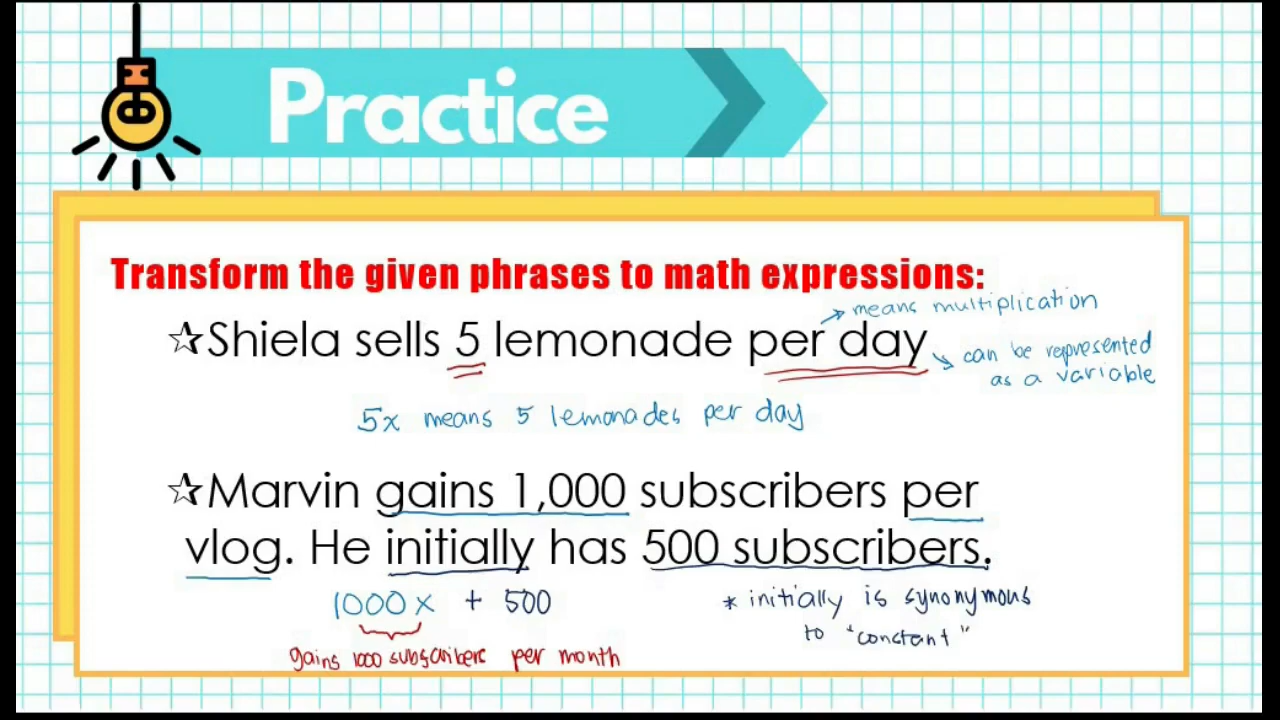 Practice
Transform the given phrases to math expressions:
means multiplication
☆Shiela sells 5 lemonade per day
can be represented
as a variable
5x means 5 lemonades per day
☆Marvin gains 1,000 subscribers per
vlog. He initially has 500 subscribers.
1000x + 500
* initially is synonymous
to "constant"
gains 1000 subscribers per month